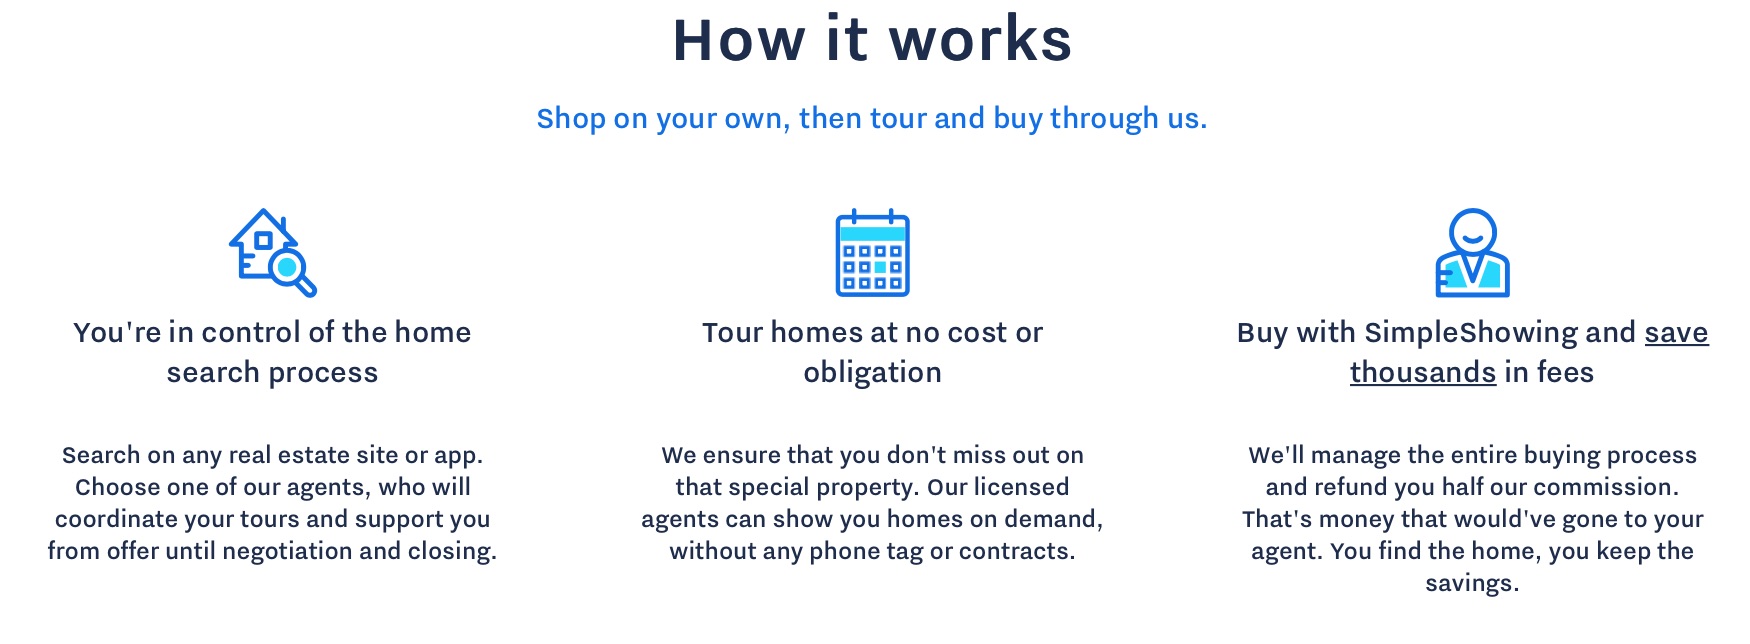 How it works
Shop on your own, then tour and buy through us.
You're in control of the home
search process
Search on any real estate site or app.
Choose one of our agents, who will
coordinate your tours and support you
from offer until negotiation and closing.
Tour homes at no cost or
obligation
We ensure that you don't miss out on
that special property. Our licensed
agents can show you homes on demand,
without any phone tag or contracts.
Buy with SimpleShowing and save
thousands in fees
We'll manage the entire buying process
and refund you half our commission.
That's money that would've gone to your
agent. You find the home, you keep the
savings.